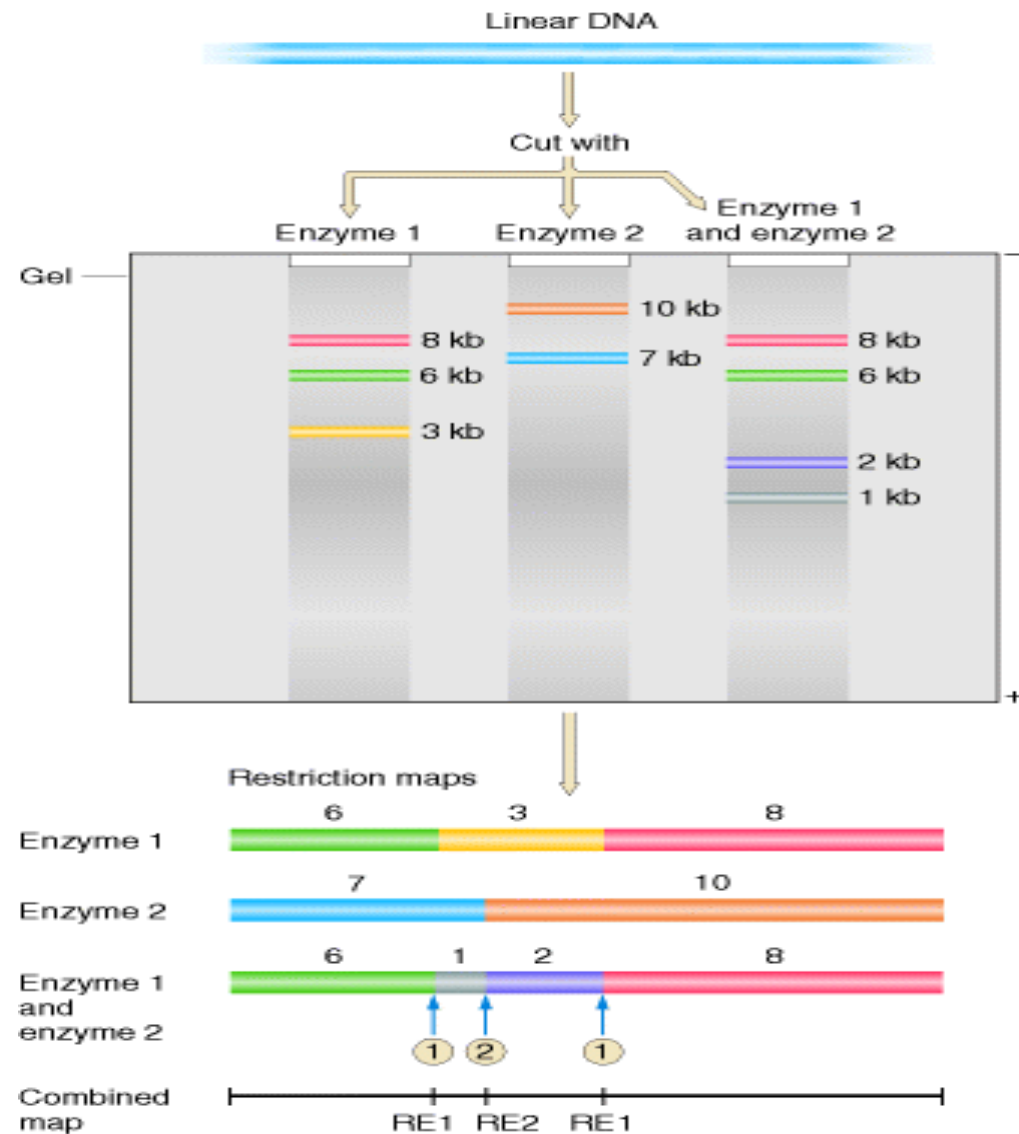 Linear DNA
Cut with
Enzyme 1
Enzyme 2
Enzyme 1
and enzyme 2
Gel
–
10 kb
8 kb
8 kb
7 kb
6 kb
6 kb
3 kb
2 kb
1 kb
+
Restriction maps
6 3 8
Enzyme 1
7 10
Enzyme 2
6 1 2 8
Enzyme 1
and
enzyme 2
1 2 1
Combined
map
RE1 RE2 RE1